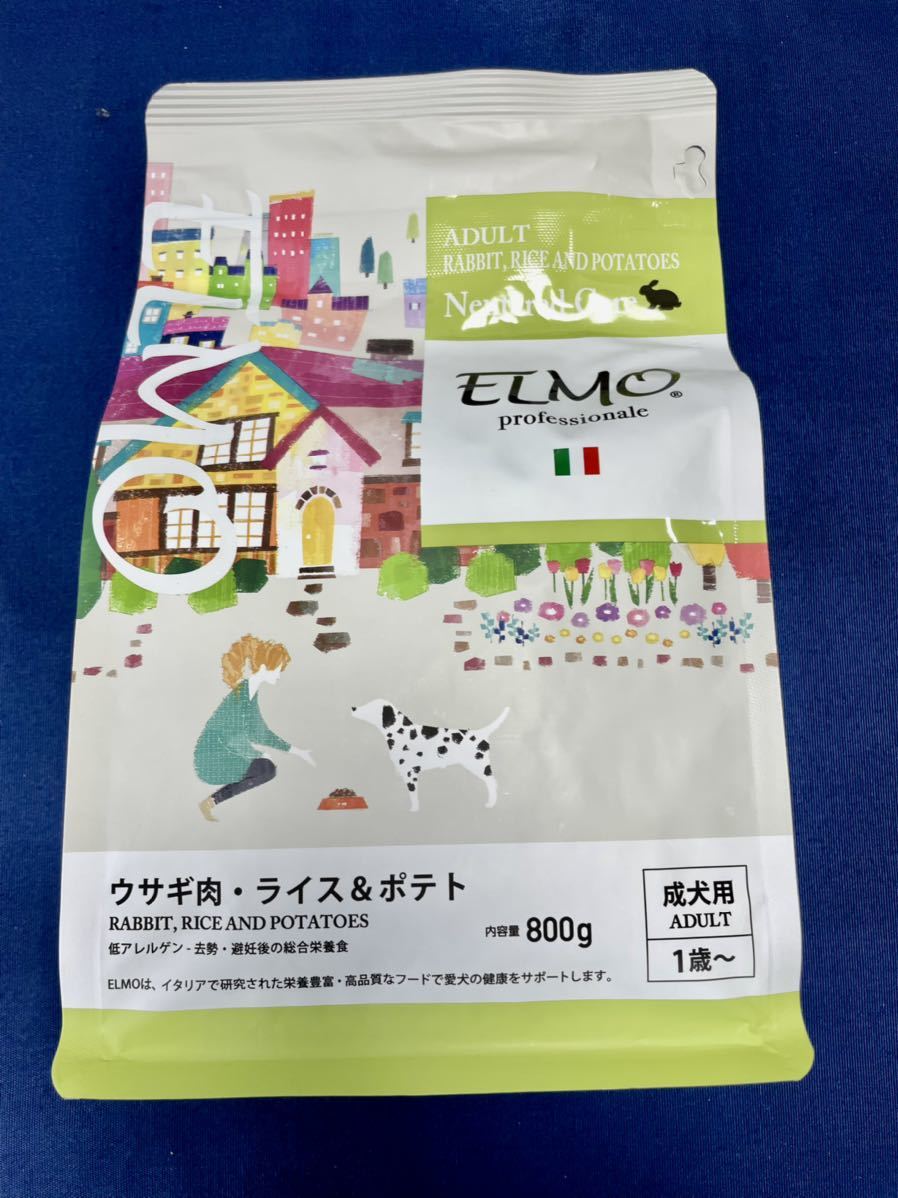 ELMO
ADULT
RABBIT, RICE AND POTATOES
Neutured Care
ELMO®
professionale
ウサギ肉・ライス&ポテト
RABBIT, RICE AND POTATOES
低アレルゲン - 去勢・避妊後の総合栄養食
内容量 800g
成犬用
ADULT
1歳～
ELMOは、イタリアで研究された栄養豊富・高品質なフードで愛犬の健康をサポートします。